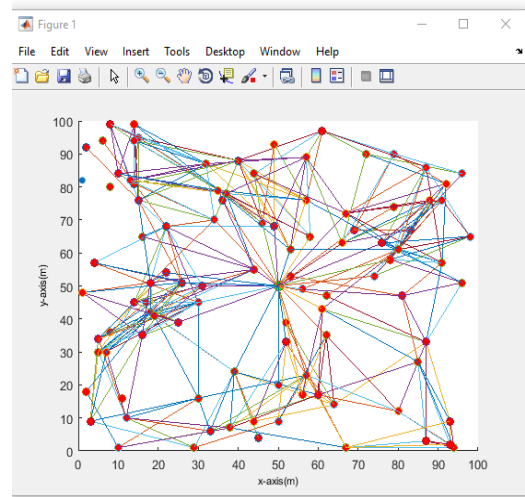 Figure 1
File Edit View Insert Tools Desktop Window Help
100
90
80
70
60
50
40
30
20
10
0
y-axis(m)
0 10 20 30 40 50 60 70 80 90 100
x-axis(m)